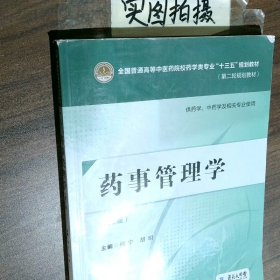 实图拍摄
全国普通高等中医药院校药学类专业“十三五”规划教材
（第二轮规划教材）
供药学、中药学及相关专业使用
药事管理学
主编